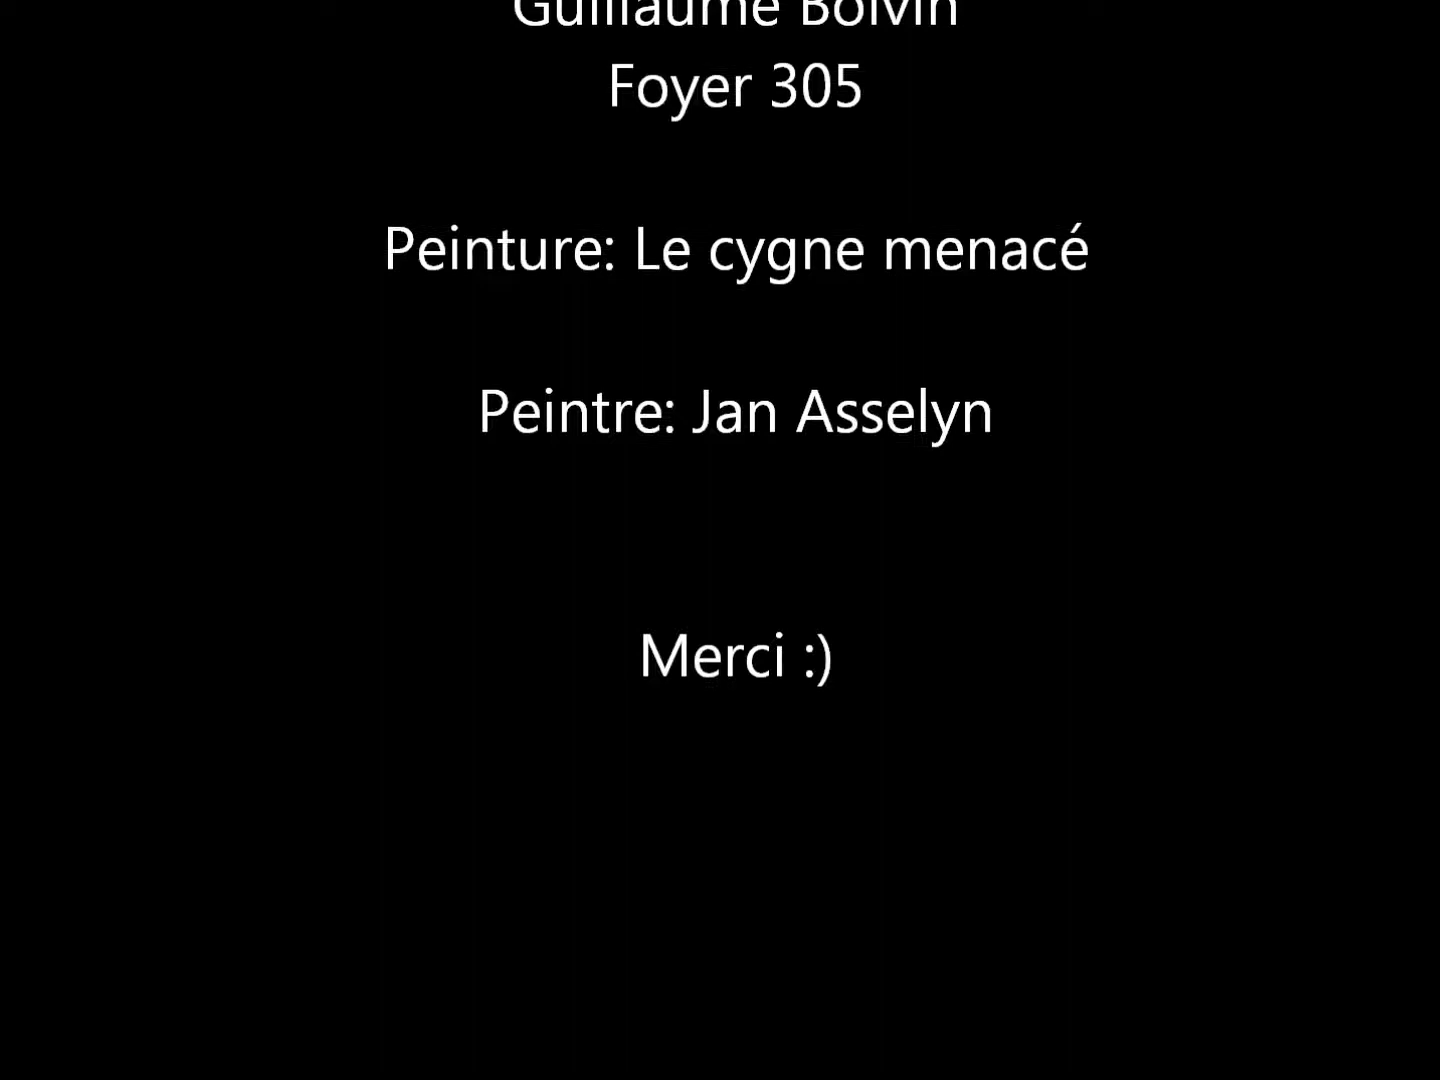 Guillaume Boivin
Foyer 305
Peinture: Le cygne menacé
Peintre: Jan Asselyn
Merci :)